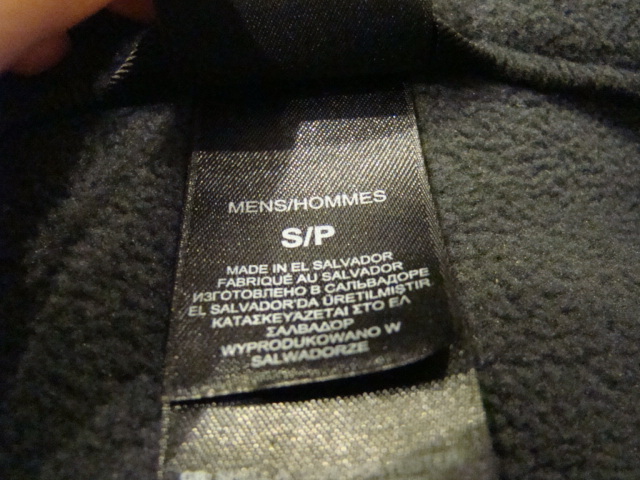 MENS/HOMMES
S/P
MADE IN EL SALVADOR
FABRIQUÉ AU SALVADOR
ИЗГОТОВЛЕНО В САЛЬВАДОРЕ
EL SALVADOR'DA ÜRETILMIŞTIR
ΚΑΤΑΣΚΕΥΑΖΕΤΑΙ ΣΤΟ ΕΛ
ΣΑΛΒΑΔΟΡ
WYPRODUKOWANO W
SALWADORZE